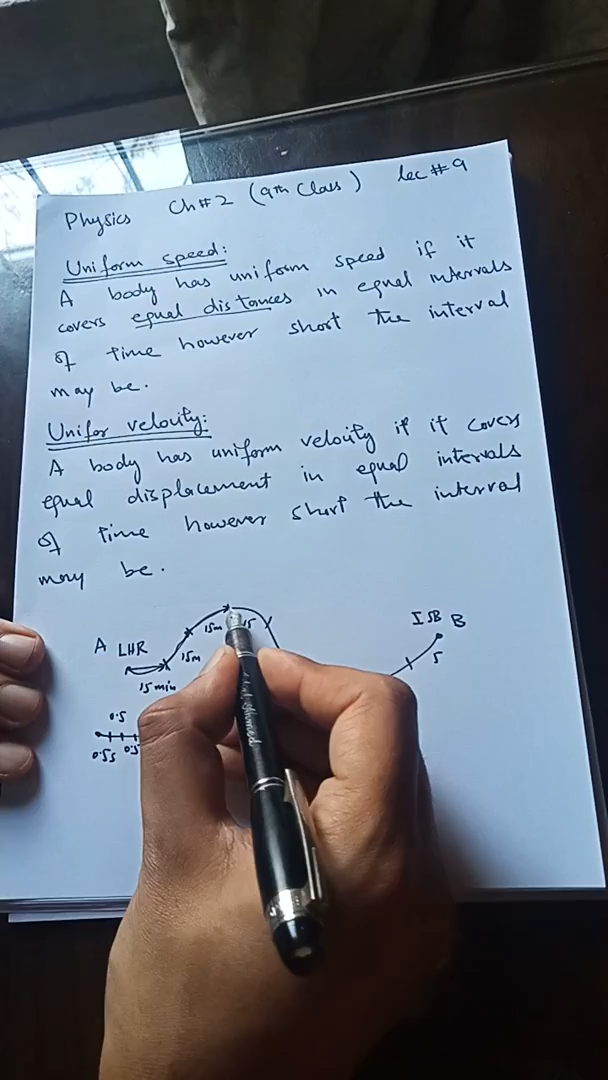 Physics Ch#2 (9th Class) Lec#9
Uniform speed:
A body has uniform speed if it
covers equal distances in equal intervals
of time however short the interval
may be.
Unifor velocity:
A body has uniform velocity if it covers
equal displacement in equal intervals
of time however short the interval
may be.
ISB B
A LHR
15m 15
15m
15 min
5
0.5
0.5s 0.5